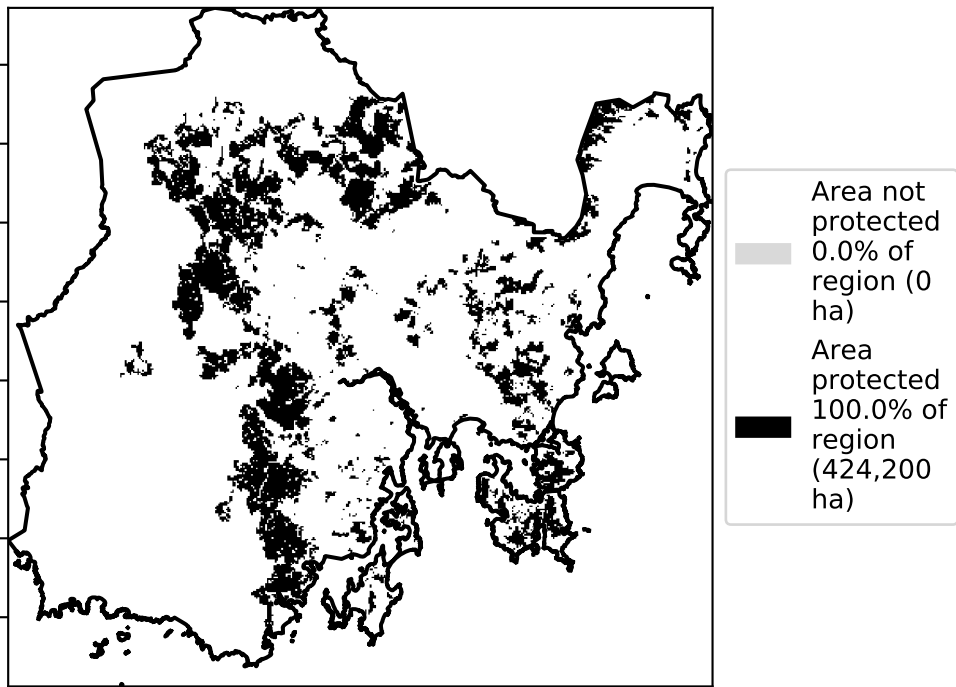 Area not
protected
0.0% of
region (0
ha)
Area
protected
100.0% of
region
(424,200
ha)